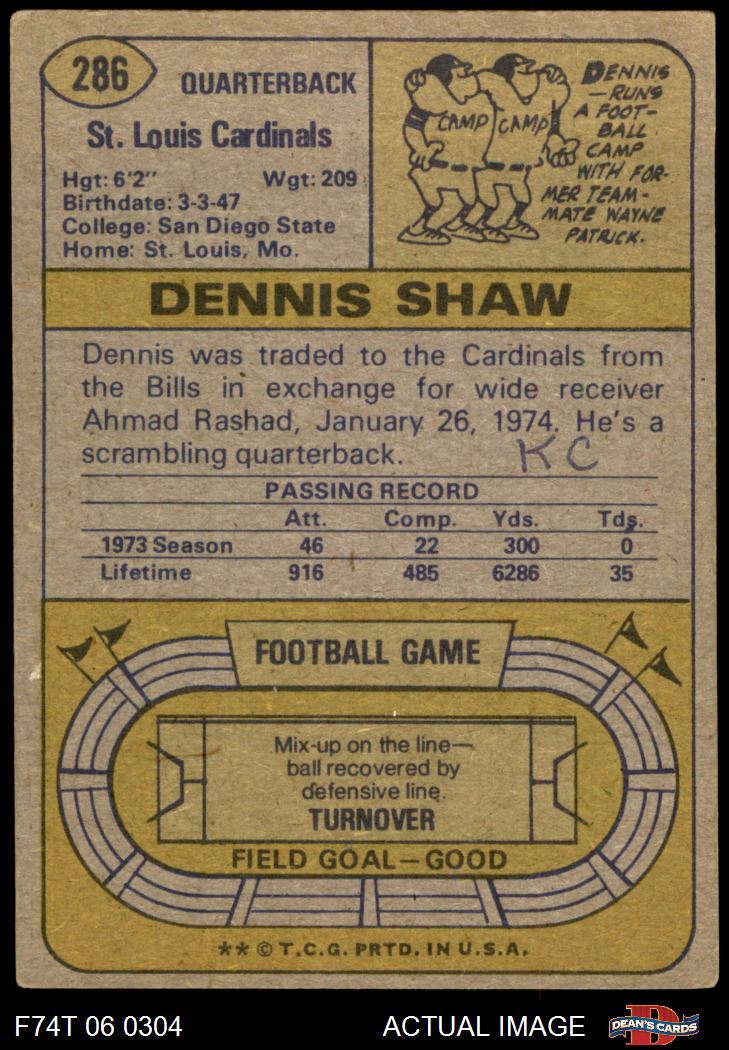 286
QUARTERBACK
St. Louis Cardinals
Hgt: 6'2" Wgt: 209
Birthdate: 3-3-47
College: San Diego State
Home: St. Louis, Mo.
CAMP CAMP
DENNIS
—RUNS
A FOOT-
BALL
CAMP
WITH FOR-
MER TEAM-
MATE WAYNE
PATRICK.
DENNIS SHAW
Dennis was traded to the Cardinals from
the Bills in exchange for wide receiver
Ahmad Rashad, January 26, 1974. He's a
scrambling quarterback.
KC
PASSING RECORD
Att. Comp. Yds. Tds.
1973 Season 46 22 300 0
Lifetime 916 485 6286 35
FOOTBALL GAME
Mix-up on the line—
ball recovered by
defensive line.
TURNOVER
FIELD GOAL—GOOD
** © T.C.G. PRTD. IN U.S.A.
F74T 06 0304 ACTUAL IMAGE
D
DEAN'S CARDS